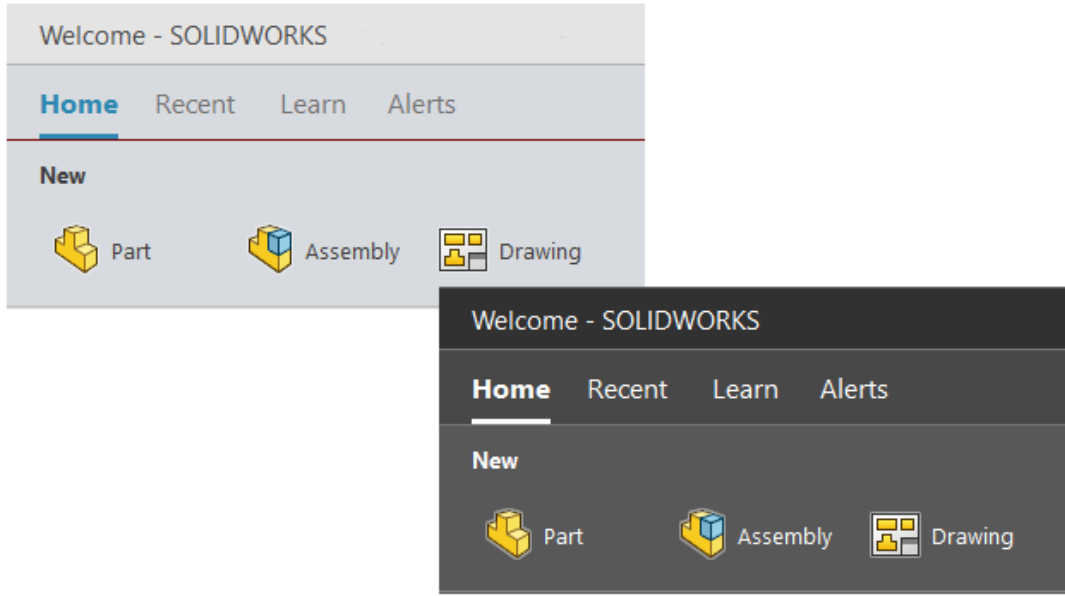 Welcome - SOLIDWORKS
Home Recent Learn Alerts
New
Part Assembly Drawing
Welcome - SOLIDWORKS
Home Recent Learn Alerts
New
Part Assembly Drawing